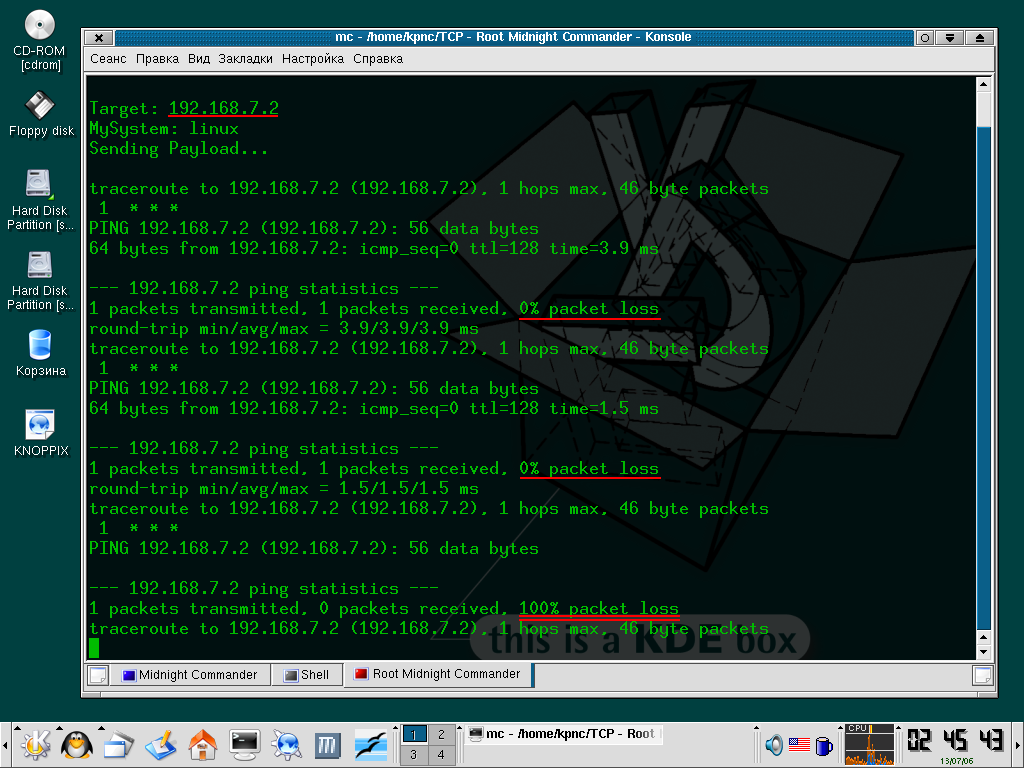 mc - /home/kpnc/TCP - Root Midnight Commander - Konsole
Сеанс Правка Вид Закладки Настройка Справка
CD-ROM
[cdrom]
Floppy disk
Hard Disk
Partition [s...
Hard Disk
Partition [s...
Корзина
KNOPPIX
Target: 192.168.7.2
MySystem: linux
Sending Payload...
traceroute to 192.168.7.2 (192.168.7.2), 1 hops max, 46 byte packets
1 * * *
PING 192.168.7.2 (192.168.7.2): 56 data bytes
64 bytes from 192.168.7.2: icmp_seq=0 ttl=128 time=3.9 ms
--- 192.168.7.2 ping statistics ---
1 packets transmitted, 1 packets received, 0% packet loss
round-trip min/avg/max = 3.9/3.9/3.9 ms
traceroute to 192.168.7.2 (192.168.7.2), 1 hops max, 46 byte packets
1 * * *
PING 192.168.7.2 (192.168.7.2): 56 data bytes
64 bytes from 192.168.7.2: icmp_seq=0 ttl=128 time=1.5 ms
--- 192.168.7.2 ping statistics ---
1 packets transmitted, 1 packets received, 0% packet loss
round-trip min/avg/max = 1.5/1.5/1.5 ms
traceroute to 192.168.7.2 (192.168.7.2), 1 hops max, 46 byte packets
1 * * *
PING 192.168.7.2 (192.168.7.2): 56 data bytes
--- 192.168.7.2 ping statistics ---
1 packets transmitted, 0 packets received, 100% packet loss
traceroute to 192.168.7.2 (192.168.7.2), 1 hops max, 46 byte packets
this is a KDE box
Midnight Commander Shell Root Midnight Commander
1 2
3 4
mc - /home/kpnc/TCP - Root
CPU
02 45 43
13/07/06